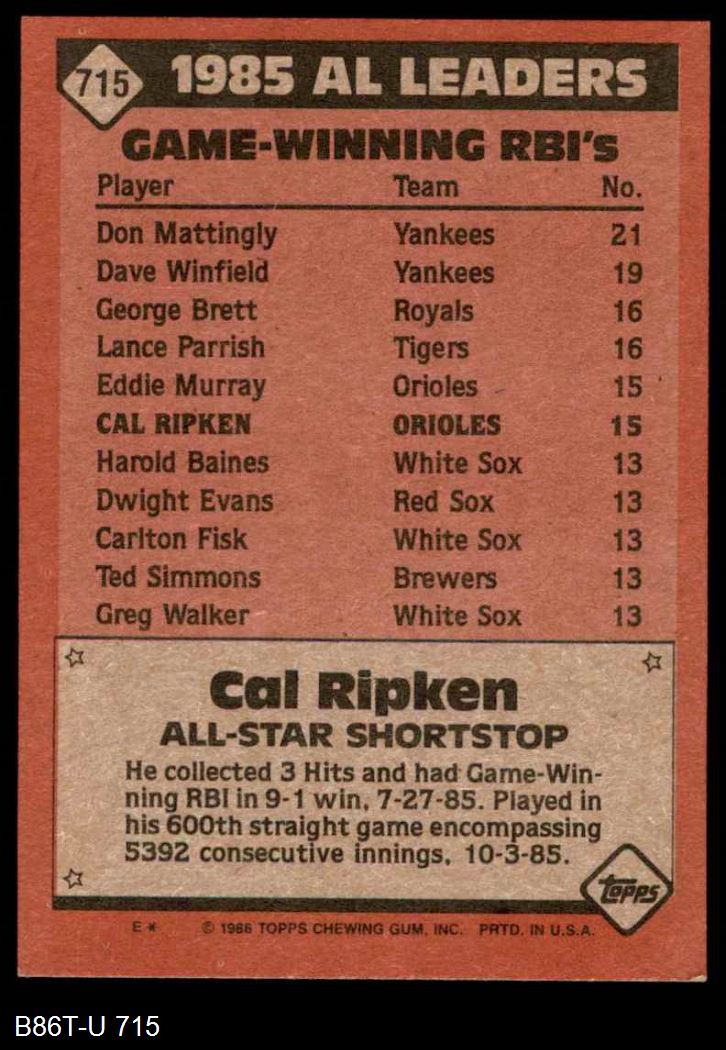 715 1985 AL LEADERS
GAME-WINNING RBI's
Player Team No.
Don Mattingly Yankees 21
Dave Winfield Yankees 19
George Brett Royals 16
Lance Parrish Tigers 16
Eddie Murray Orioles 15
CAL RIPKEN ORIOLES 15
Harold Baines White Sox 13
Dwight Evans Red Sox 13
Carlton Fisk White Sox 13
Ted Simmons Brewers 13
Greg Walker White Sox 13
Cal Ripken
ALL-STAR SHORTSTOP
He collected 3 Hits and had Game-Win-
ning RBI in 9-1 win, 7-27-85. Played in
his 600th straight game encompassing
5392 consecutive innings, 10-3-85.
topps
E* © 1986 TOPPS CHEWING GUM, INC. PRTD. IN U.S.A.
B86T-U 715